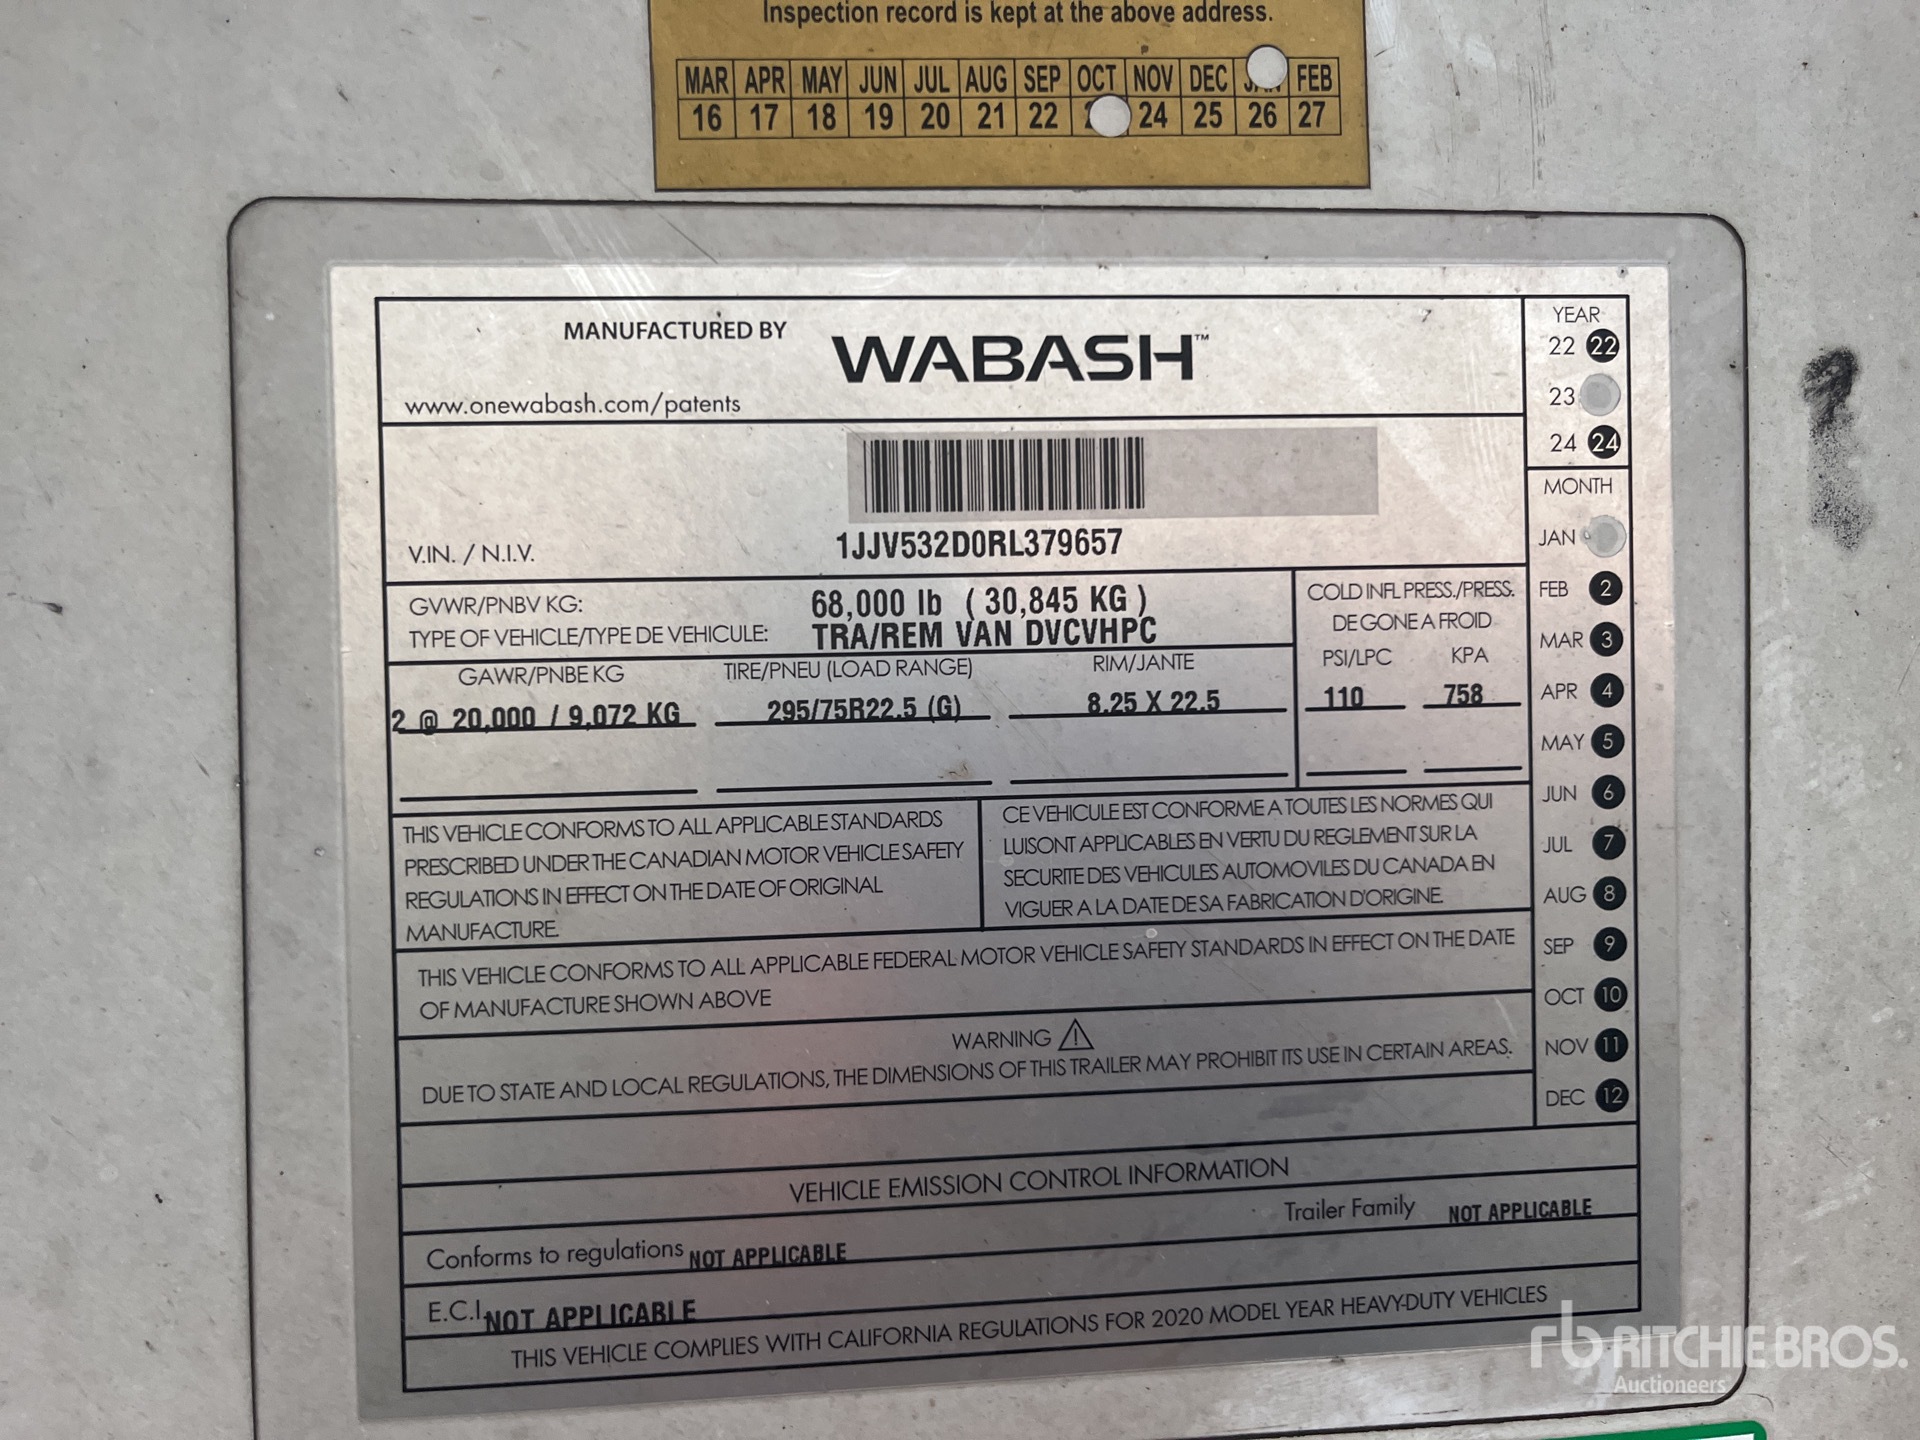 Inspection record is kept at the above address.
MAR APR MAY JUN JUL AUG SEP OCT NOV DEC FEB
16 17 18 19 20 21 22 24 25 26 27
MANUFACTURED BY WABASH™
www.onewabash.com/patents
YEAR
22 22
23
24 24
MONTH
JAN
FEB 2
MAR 3
APR 4
MAY 5
JUN 6
JUL 7
AUG 8
SEP 9
OCT 10
NOV 11
DEC 12
V.IN. / N.I.V. 1JJV532D0RL379657
GVWR/PNBV KG: 68,000 lb ( 30,845 KG )
TYPE OF VEHICLE/TYPE DE VEHICULE: TRA/REM VAN DVCVHPC
COLD INFL PRESS./PRESS.
DE GONE A FROID
PSI/LPC KPA
110 758
GAWR/PNBE KG TIRE/PNEU (LOAD RANGE) RIM/JANTE
2 @ 20,000 / 9,072 KG 295/75R22.5 (G) 8.25 X 22.5
THIS VEHICLE CONFORMS TO ALL APPLICABLE STANDARDS
PRESCRIBED UNDER THE CANADIAN MOTOR VEHICLE SAFETY
REGULATIONS IN EFFECT ON THE DATE OF ORIGINAL
MANUFACTURE.
CE VEHICULE EST CONFORME A TOUTES LES NORMES QUI
LUISONT APPLICABLES EN VERTU DU REGLEMENT SUR LA
SECURITE DES VEHICULES AUTOMOVILES DU CANADA EN
VIGUER A LA DATE DE SA FABRICATION D'ORIGINE.
THIS VEHICLE CONFORMS TO ALL APPLICABLE FEDERAL MOTOR VEHICLE SAFETY STANDARDS IN EFFECT ON THE DATE
OF MANUFACTURE SHOWN ABOVE
WARNING
DUE TO STATE AND LOCAL REGULATIONS, THE DIMENSIONS OF THIS TRAILER MAY PROHIBIT ITS USE IN CERTAIN AREAS.
VEHICLE EMISSION CONTROL INFORMATION
Trailer Family NOT APPLICABLE
Conforms to regulations NOT APPLICABLE
E.C.I. NOT APPLICABLE
THIS VEHICLE COMPLIES WITH CALIFORNIA REGULATIONS FOR 2020 MODEL YEAR HEAVY-DUTY VEHICLES
rb RITCHIE BROS.
Auctioneers